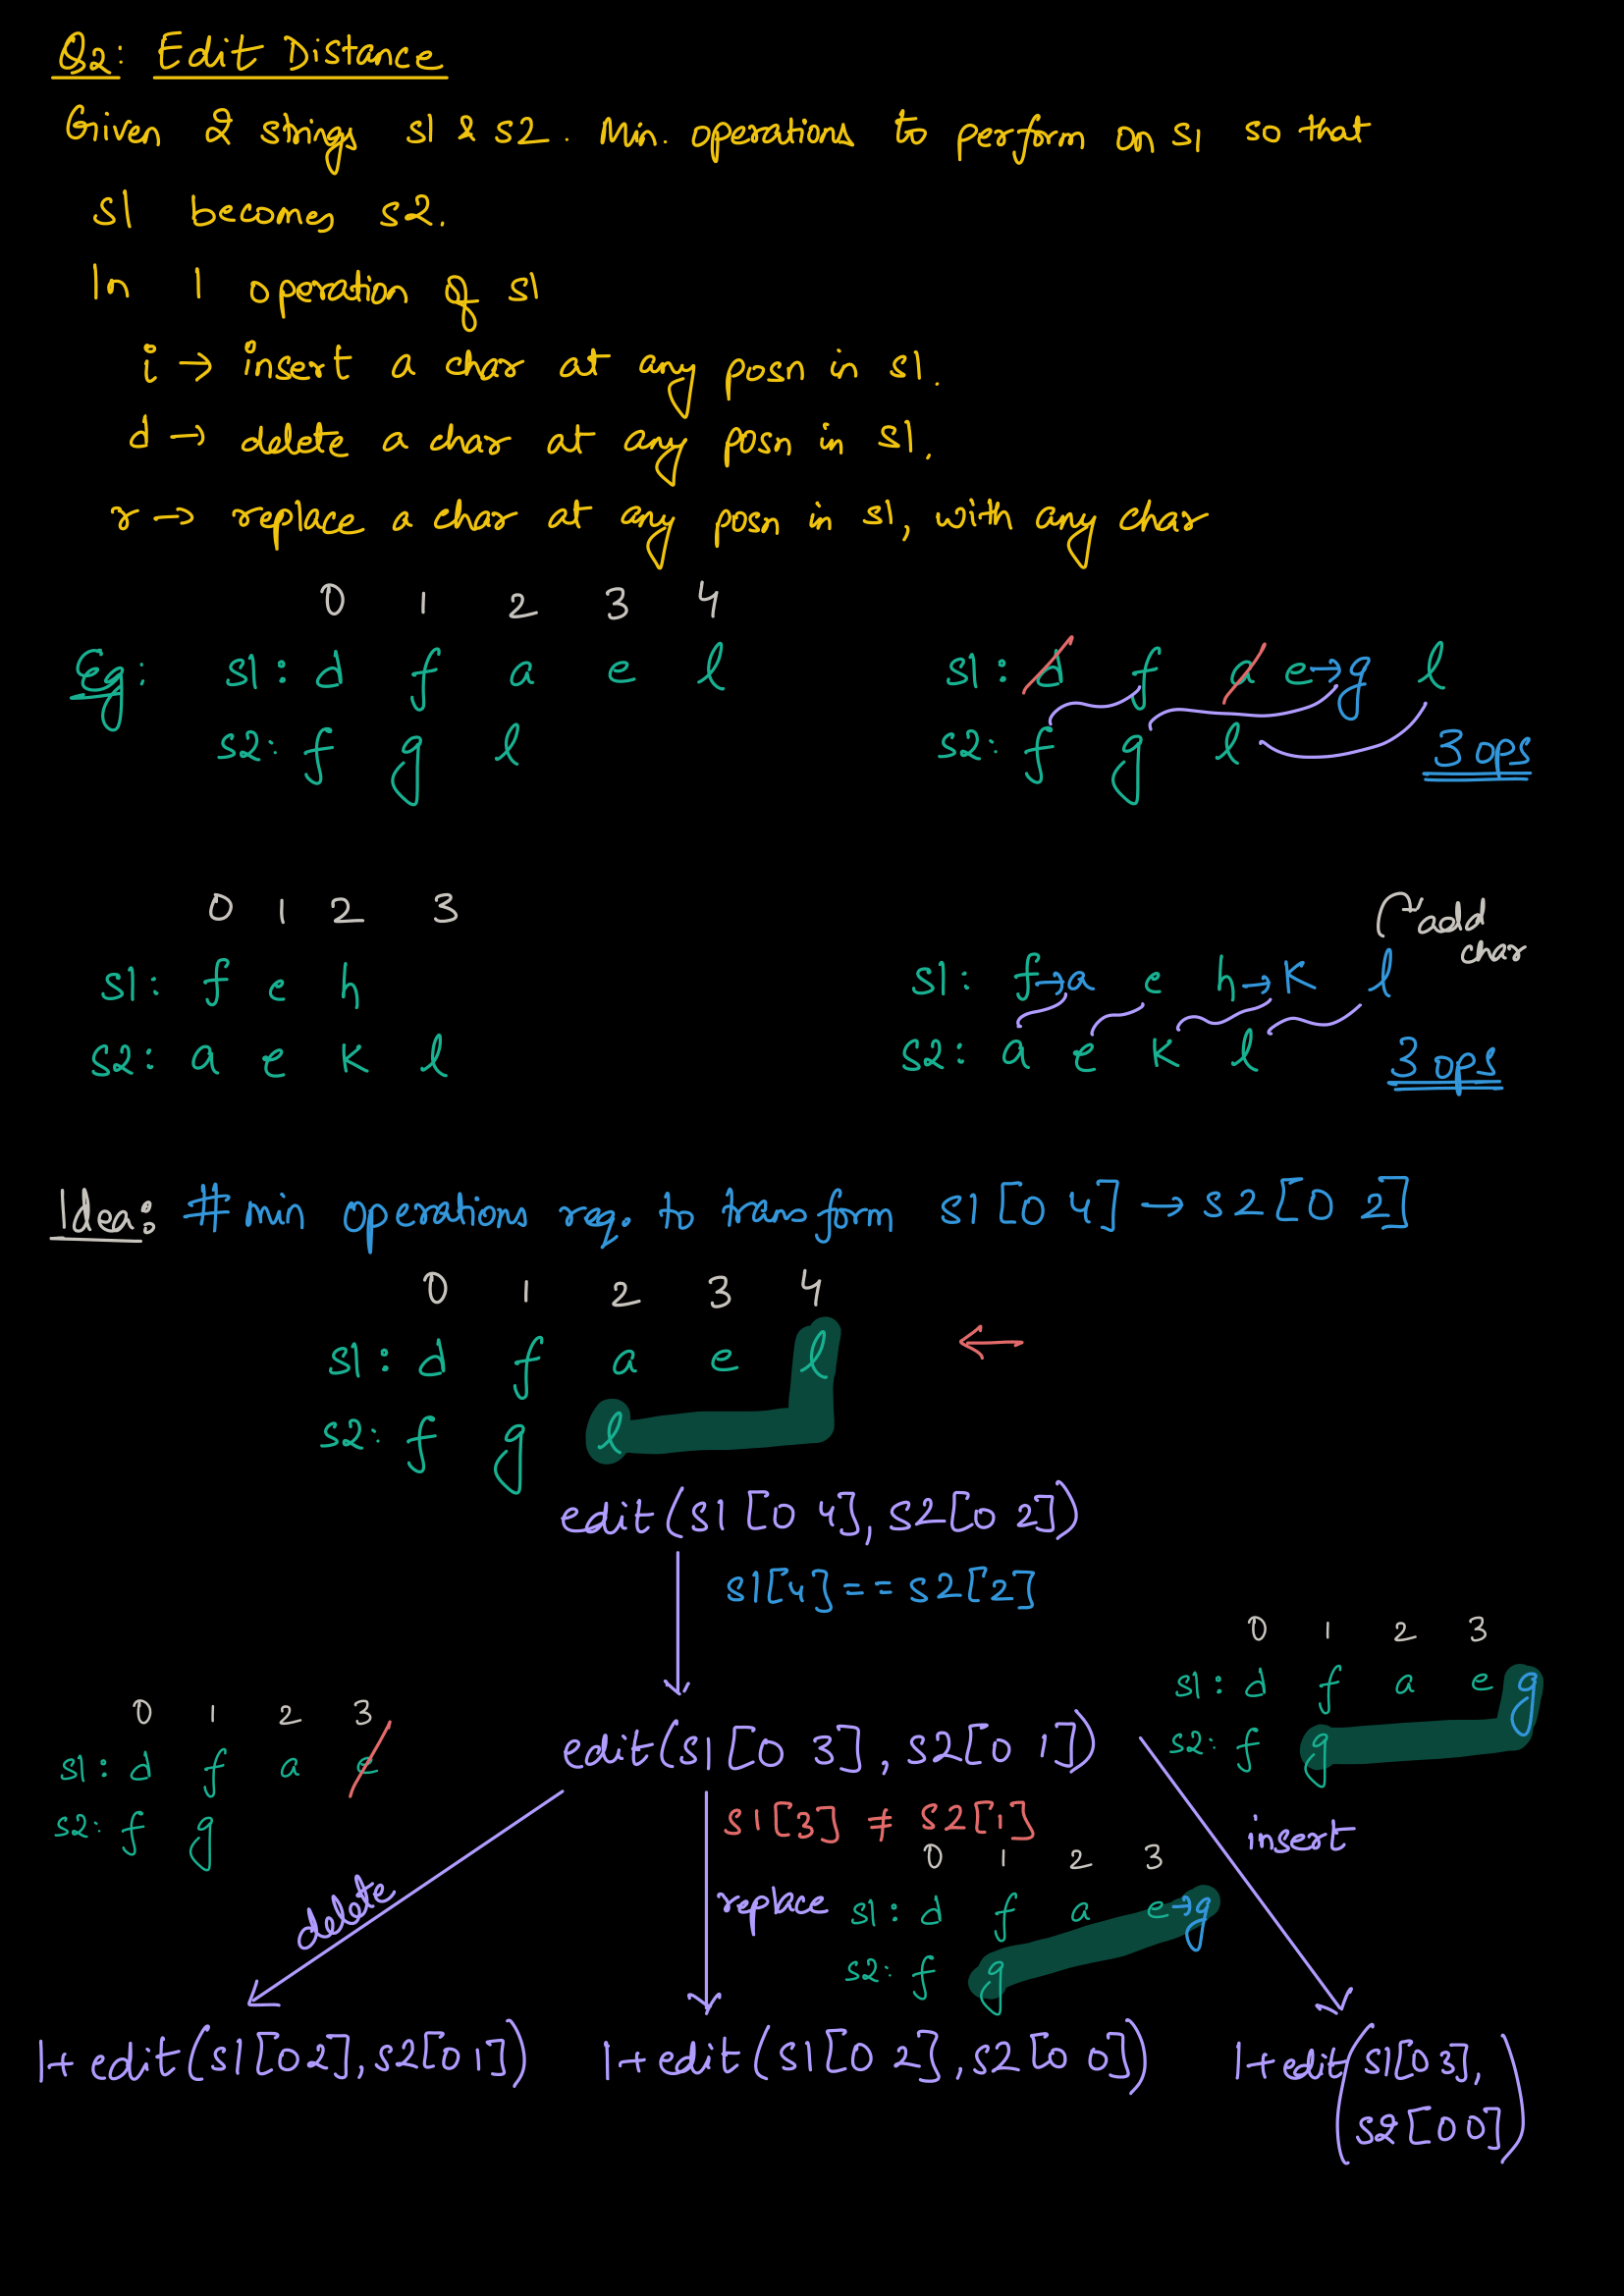 Q2: Edit Distance
Given 2 strings s1 & s2. Min. operations to perform on s1 so that
s1 becomes s2.
In 1 operation of s1
i → insert a char at any posn in s1.
d → delete a char at any posn in s1.
r → replace a char at any posn in s1, with any char
0 1 2 3 4
Eg: s1: d f a e l
s2: f g l
s1: d f a e→g l
s2: f g l
3 ops
0 1 2 3
s1: f e h
s2: a e k l
add
char
s1: f→a e h→k l
s2: a e k l
3 ops
Idea: # min operations req. to transform s1[0 4] → s2[0 2]
0 1 2 3 4
s1: d f a e l ←
s2: f g l
edit(s1[0 4], s2[0 2])
s1[4] == s2[2]
0 1 2 3
s1: d f a e g
s2: f g
insert
0 1 2 3
s1: d f a e
s2: f g
delete
edit(s1[0 3], s2[0 1])
s1[3] ≠ s2[1]
0 1 2 3
replace s1: d f a e→g
s2: f g
1+ edit(s1[0 2], s2[0 1])
1+edit(s1[0 2], s2[0 0])
1+edit(s1[0 3],
s2[0 0])